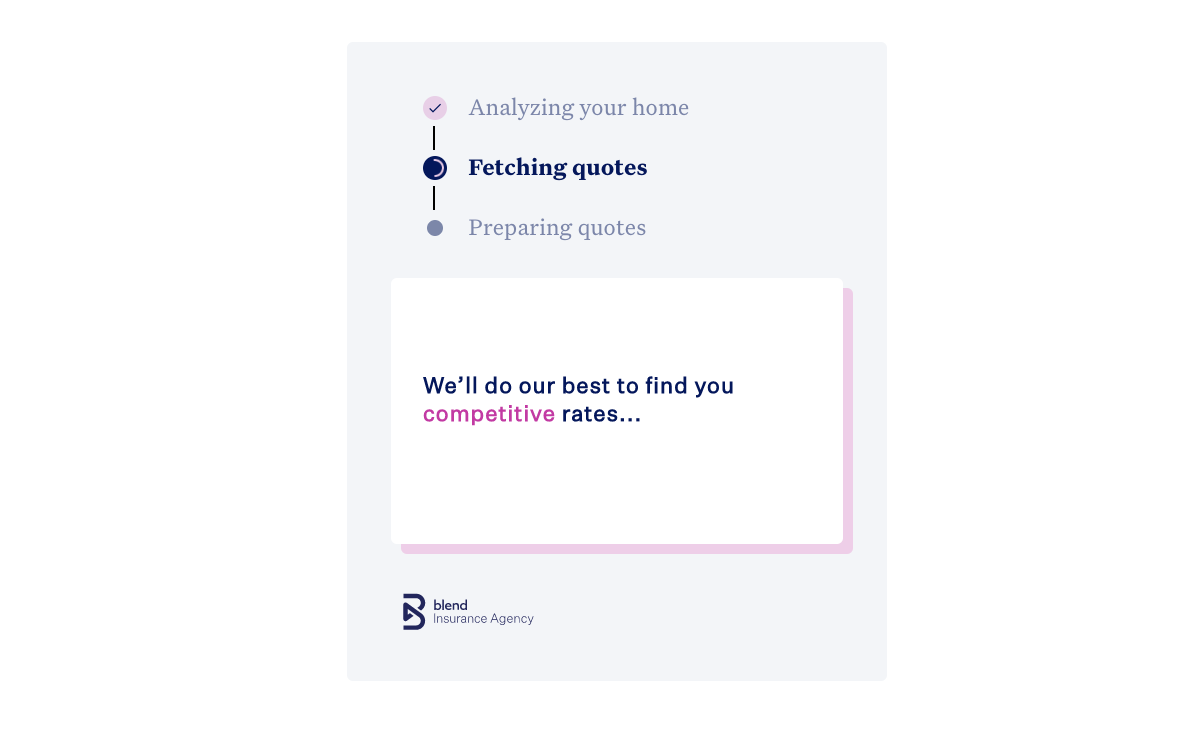 Analyzing your home
Fetching quotes
Preparing quotes
We’ll do our best to find you
competitive rates...
blend
Insurance Agency